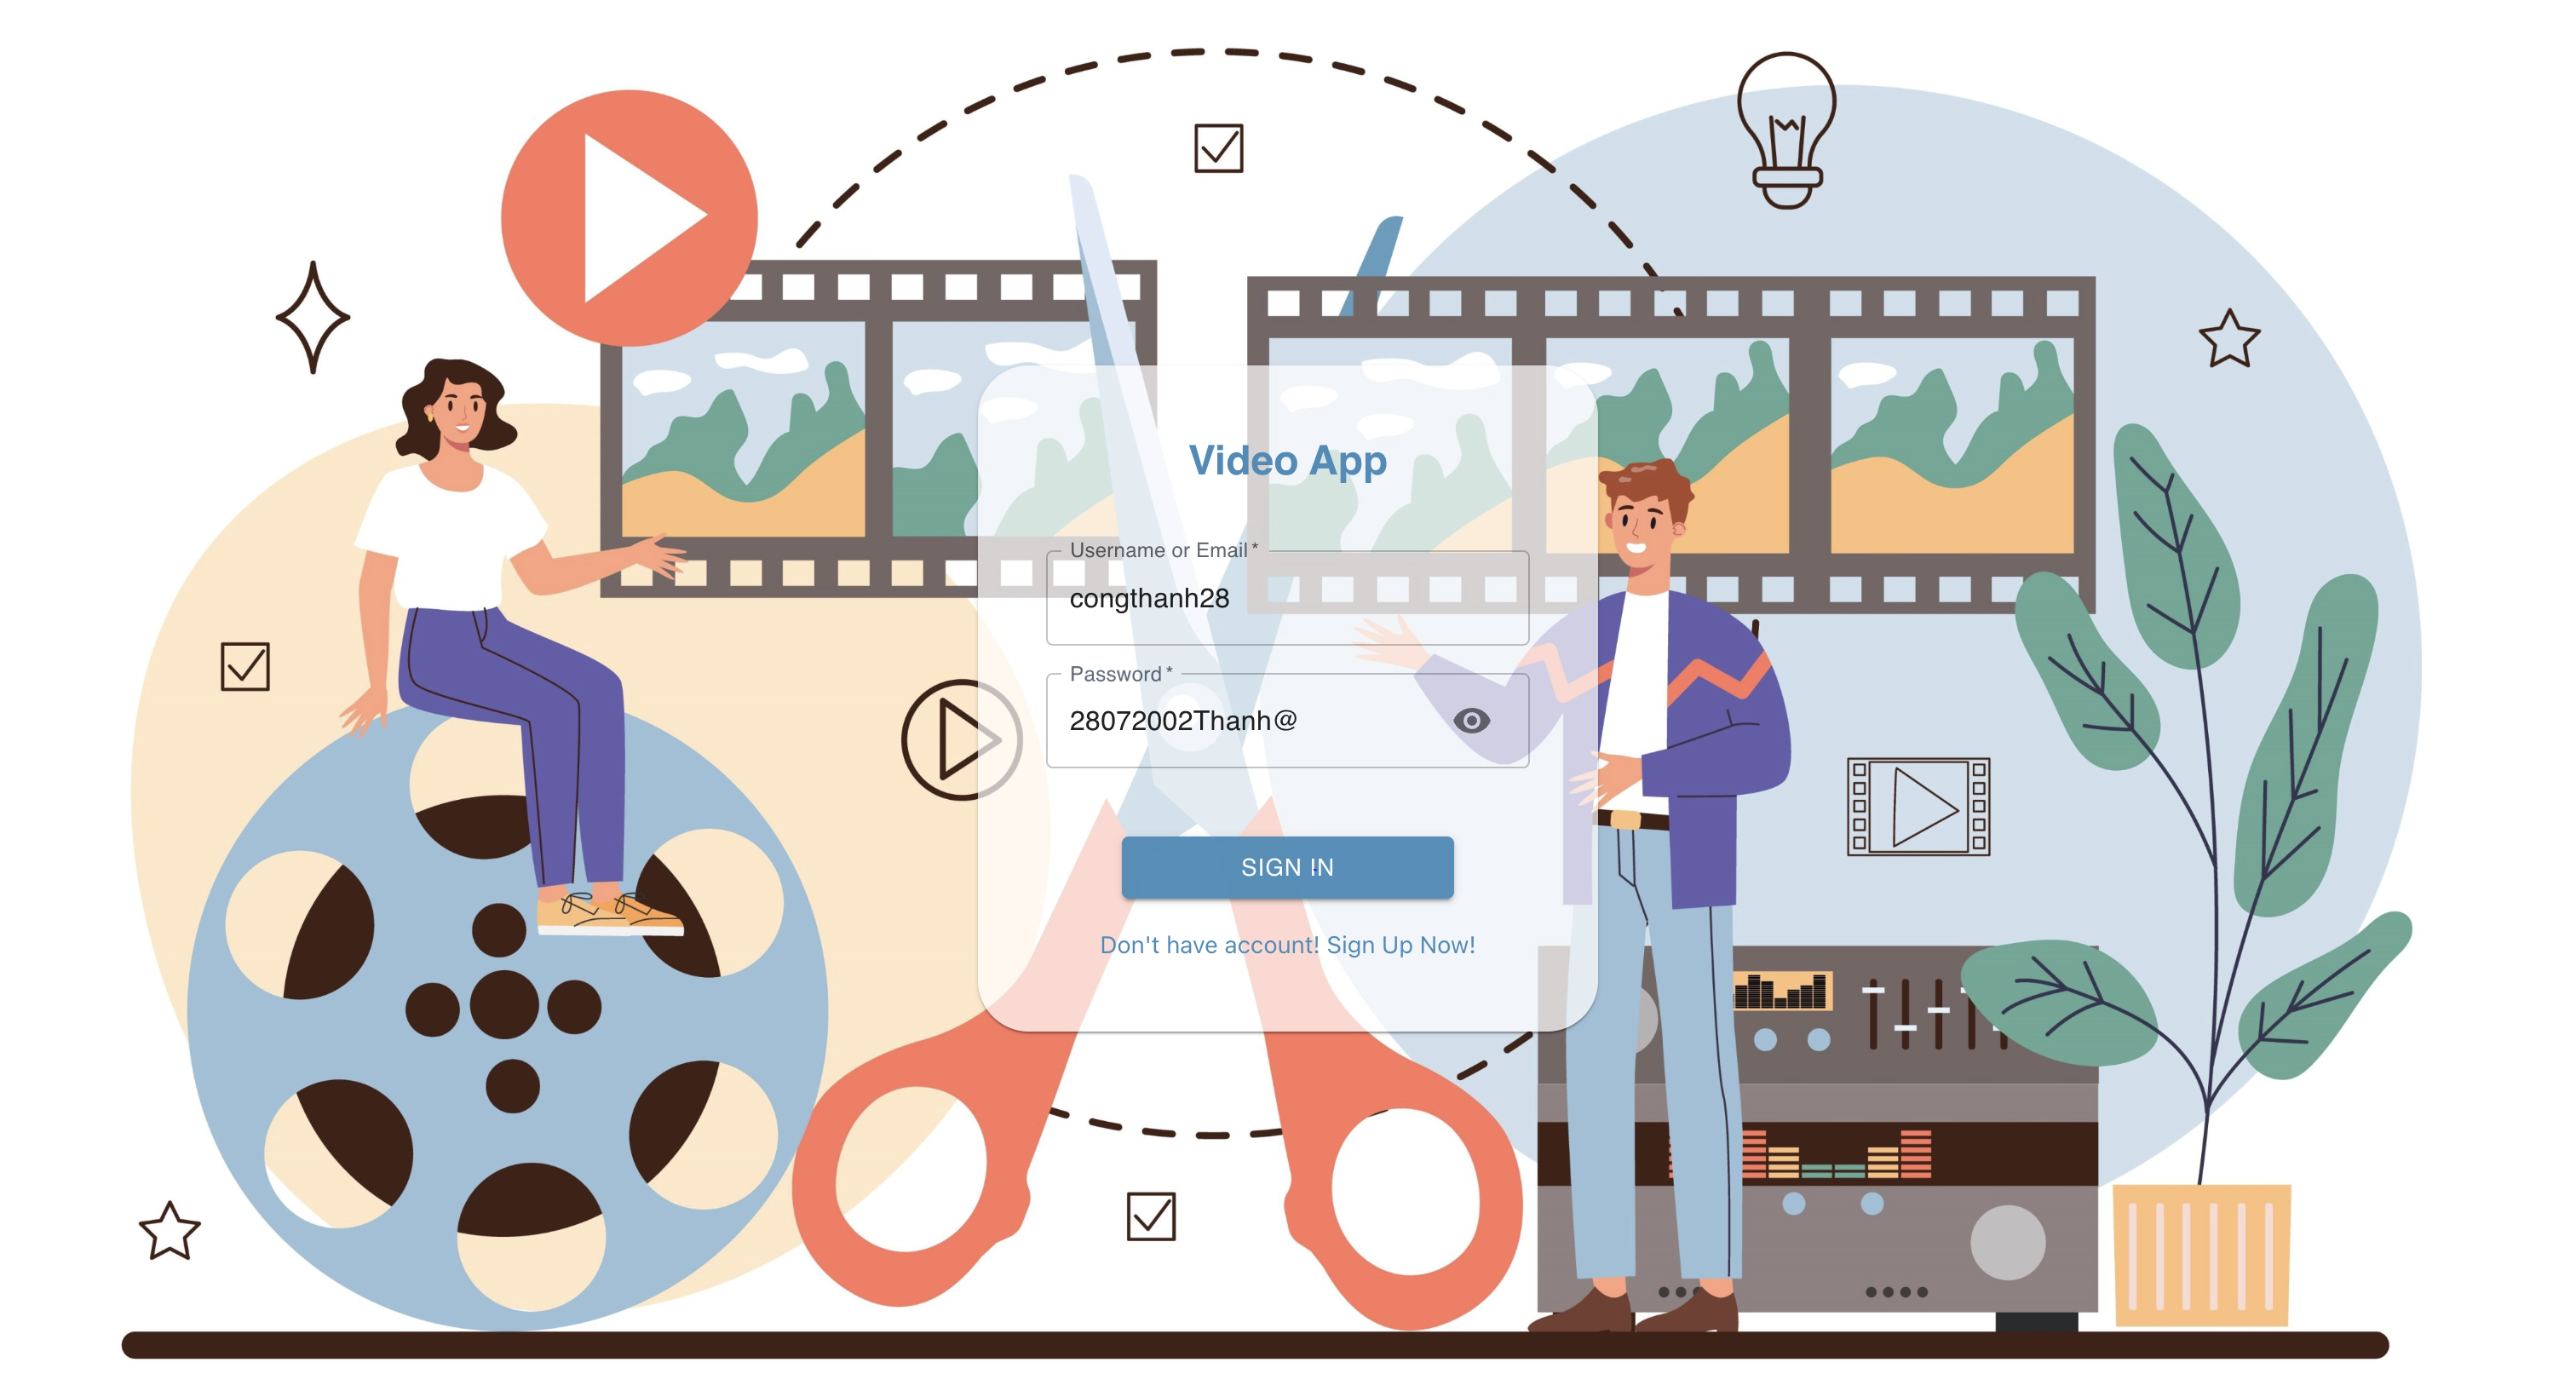 Video App
Username or Email *
congthanh28
Password *
28072002Thanh@
SIGN IN
Don't have account! Sign Up Now!